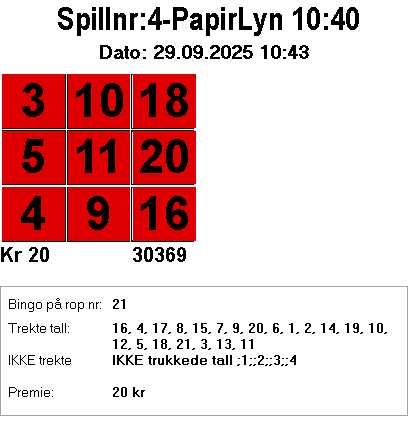 Spillnr:4-PapirLyn 10:40
Dato: 29.09.2025 10:43
3 10 18
5 11 20
4 9 16
Kr 20 30369
Bingo på rop nr: 21
Trekte tall: 16, 4, 17, 8, 15, 7, 9, 20, 6, 1, 2, 14, 19, 10,
12, 5, 18, 21, 3, 13, 11
IKKE trekte IKKE trukkede tall ;1;;2;;3;;4
Premie: 20 kr